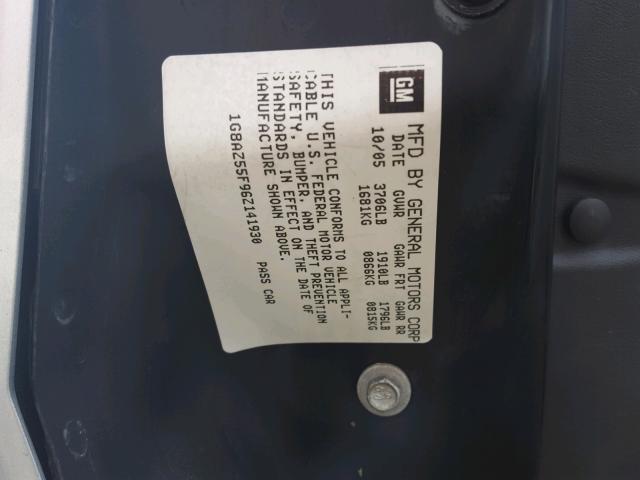 GM
MFD BY GENERAL MOTORS CORP
DATE GVWR GAWR FRT GAWR RR
10/05 3706LB 1910LB 1796LB
1681KG 0866KG 0815KG
THIS VEHICLE CONFORMS TO ALL APPLI-
CABLE U.S. FEDERAL MOTOR VEHICLE
SAFETY, BUMPER, AND THEFT PREVENTION
STANDARDS IN EFFECT ON THE DATE OF
MANUFACTURE SHOWN ABOVE.
1G8AZ55F96Z141930 PASS CAR